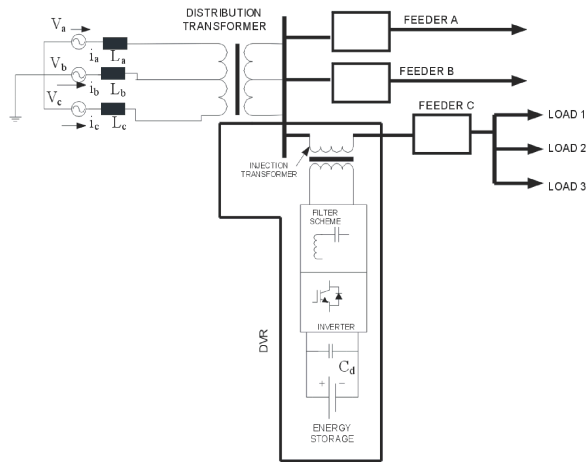 DISTRIBUTION
TRANSFORMER
FEEDER A
FEEDER B
FEEDER C
LOAD 1
LOAD 2
LOAD 3
Va
ia
La
Vb
ib
Lb
Vc
ic
Lc
INJECTION
TRANSFORMER
FILTER
SCHEME
INVERTER
DVR
Cd
+
−
ENERGY
STORAGE